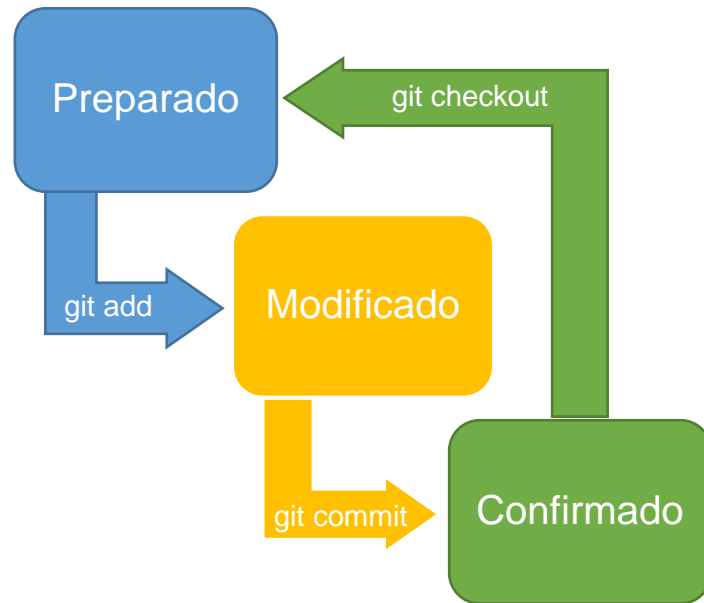 Preparado
git checkout
git add
Modificado
git commit
Confirmado